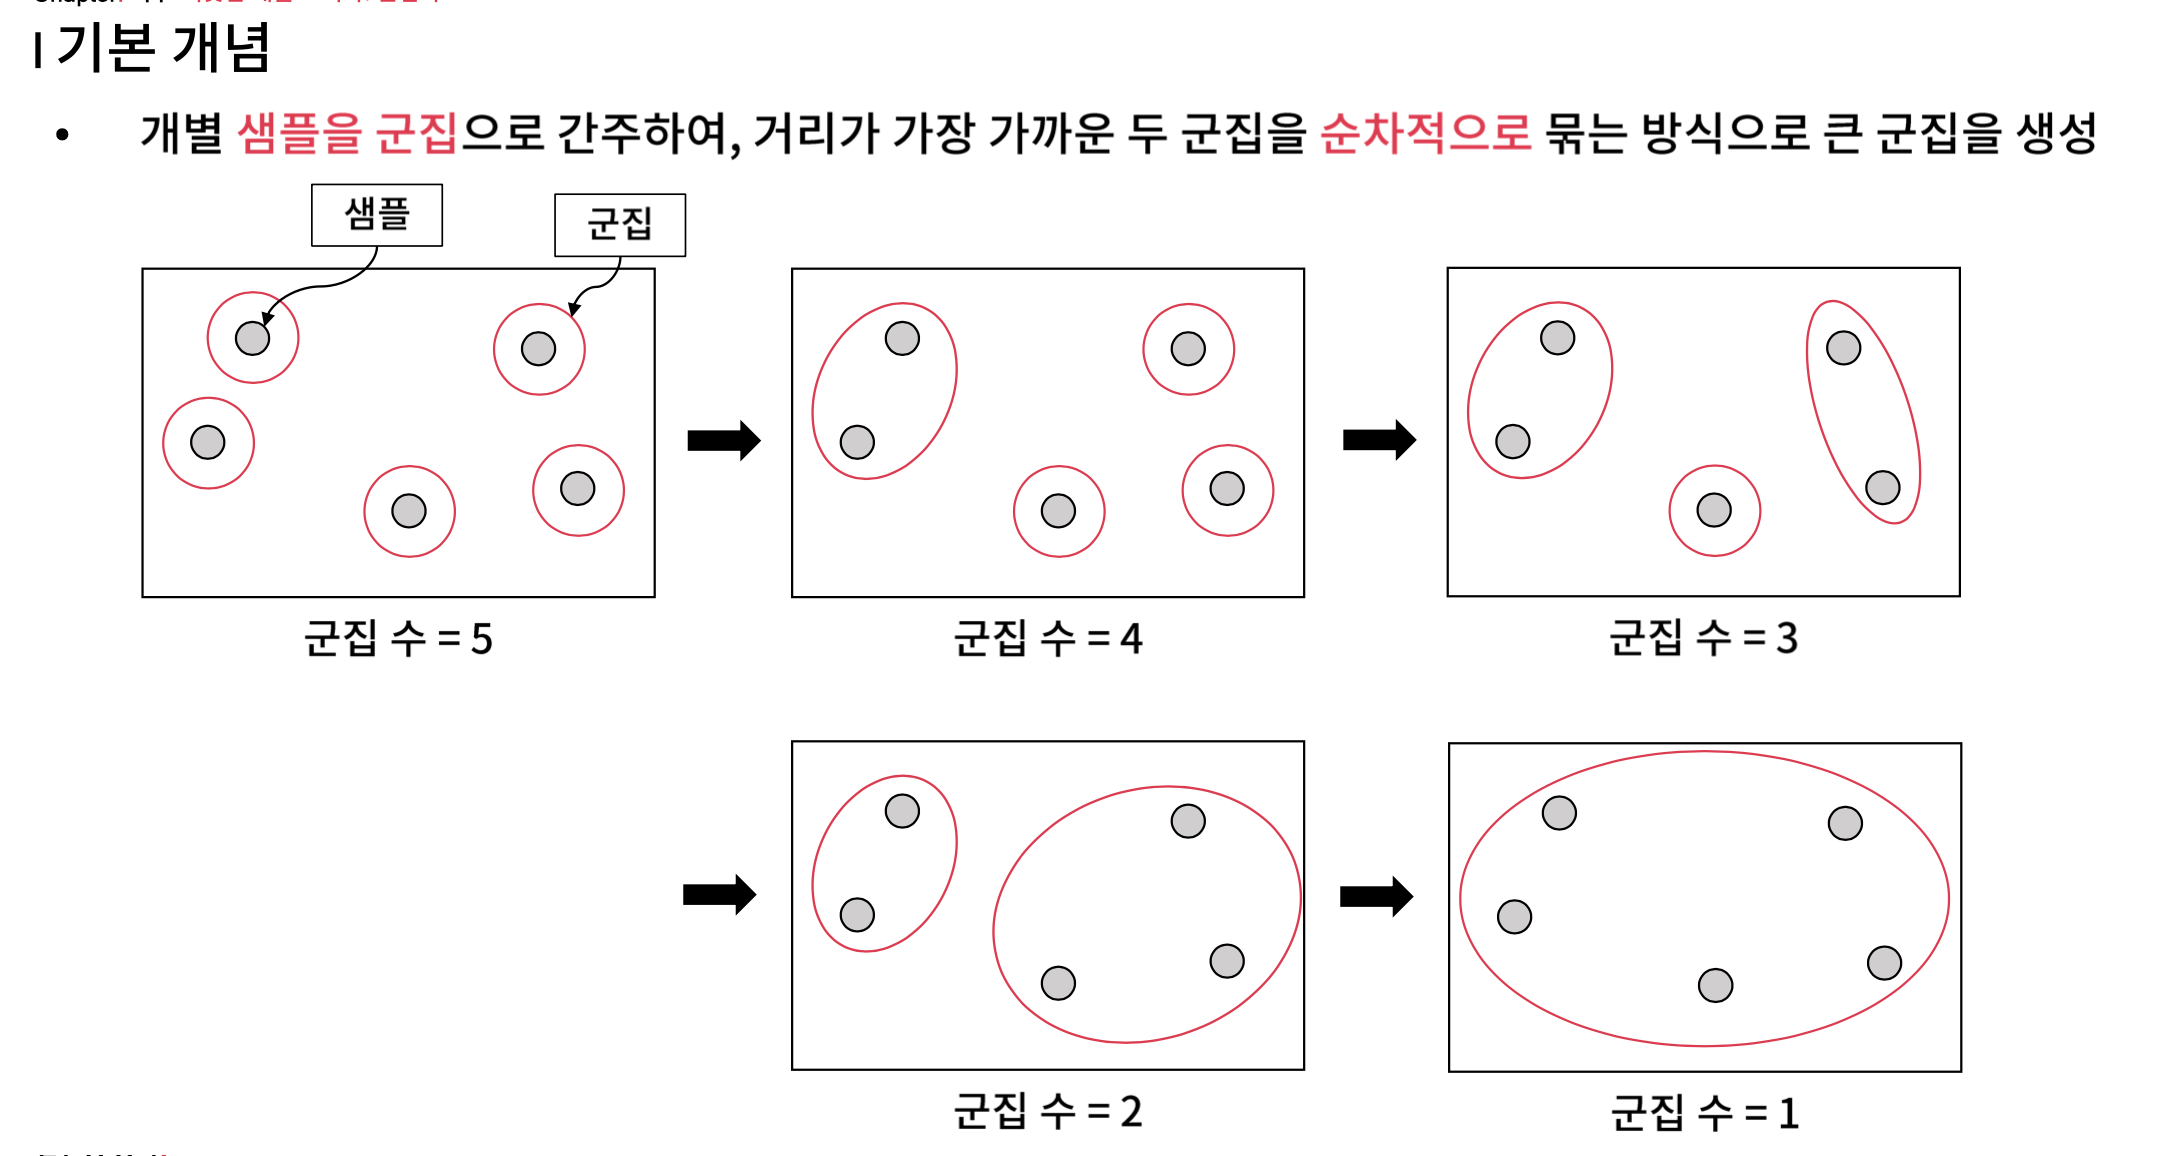 기본 개념
• 개별 샘플을 군집으로 간주하여, 거리가 가장 가까운 두 군집을 순차적으로 묶는 방식으로 큰 군집을 생성
샘플
군집
군집 수 = 5
군집 수 = 4
군집 수 = 3
군집 수 = 2
군집 수 = 1